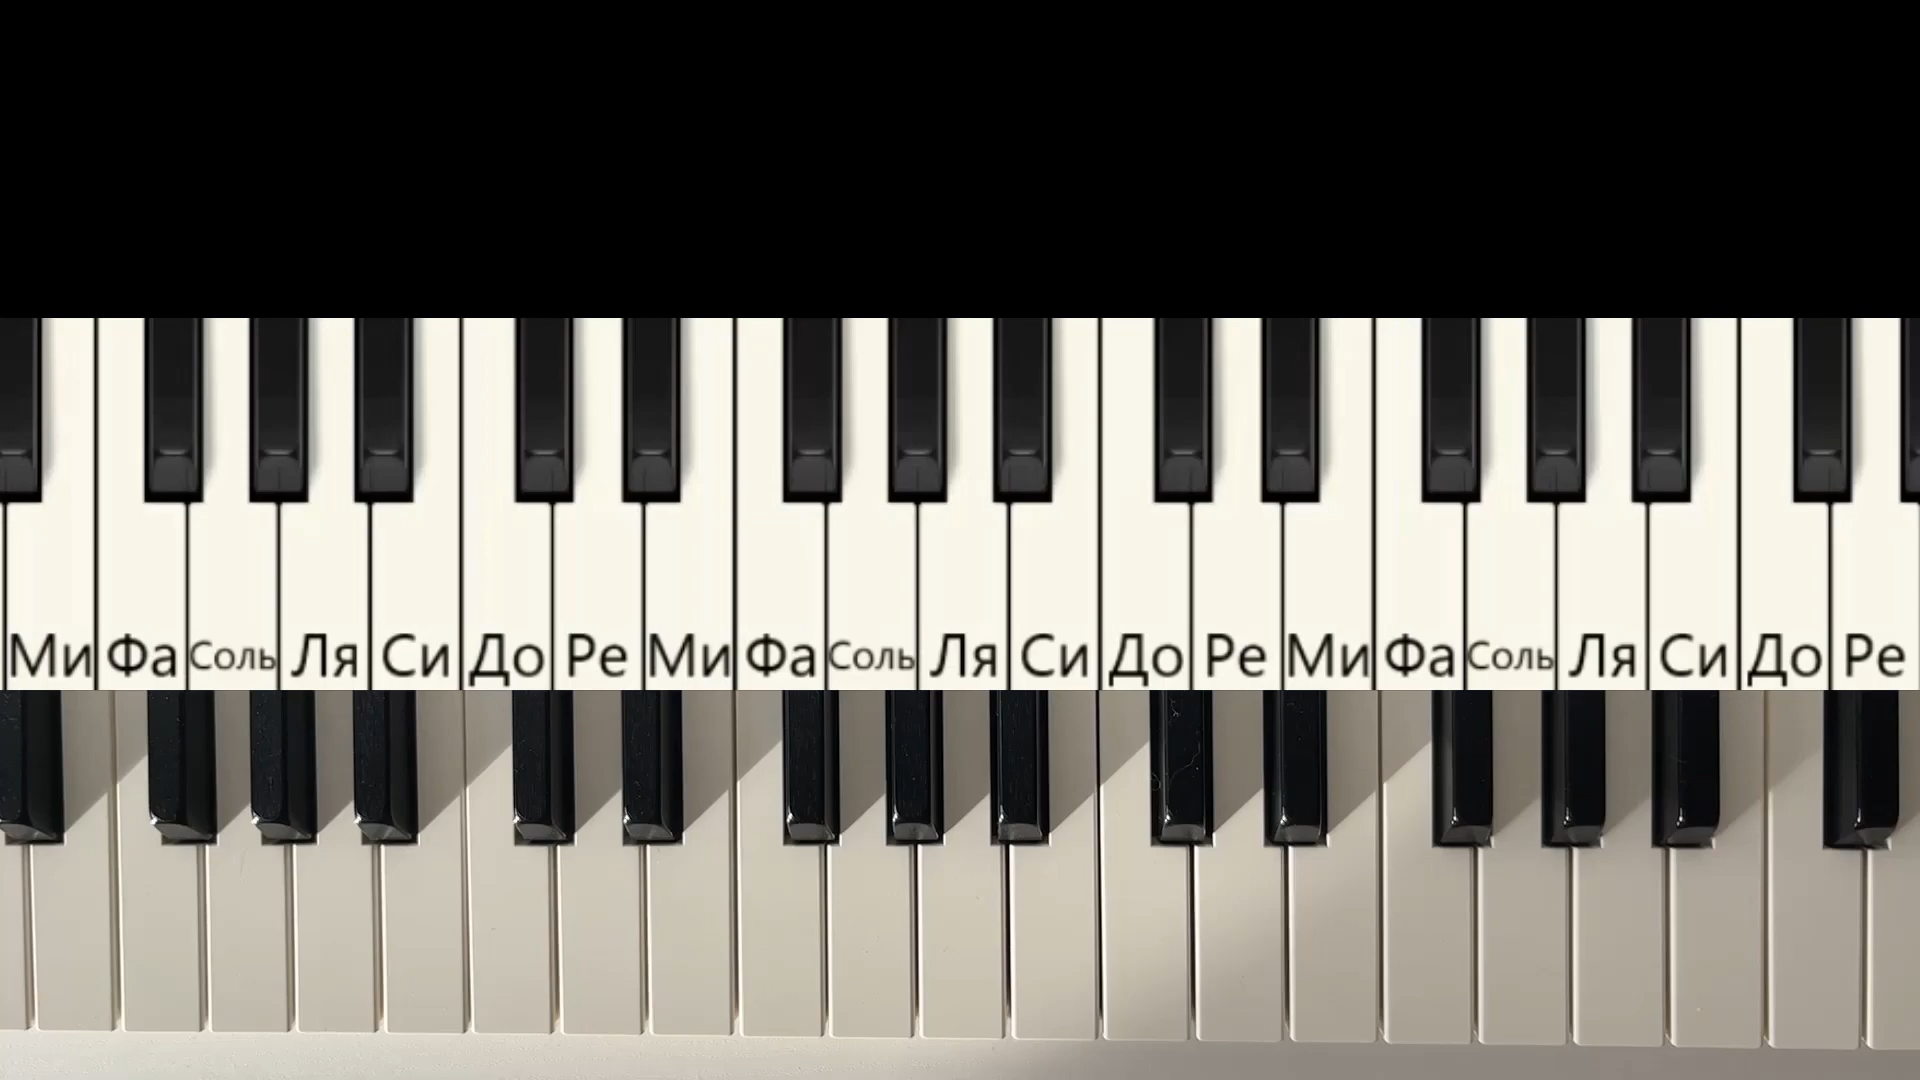 Ми Фа Соль Ля Си До Ре Ми Фа Соль Ля Си До Ре Ми Фа Соль Ля Си До Ре